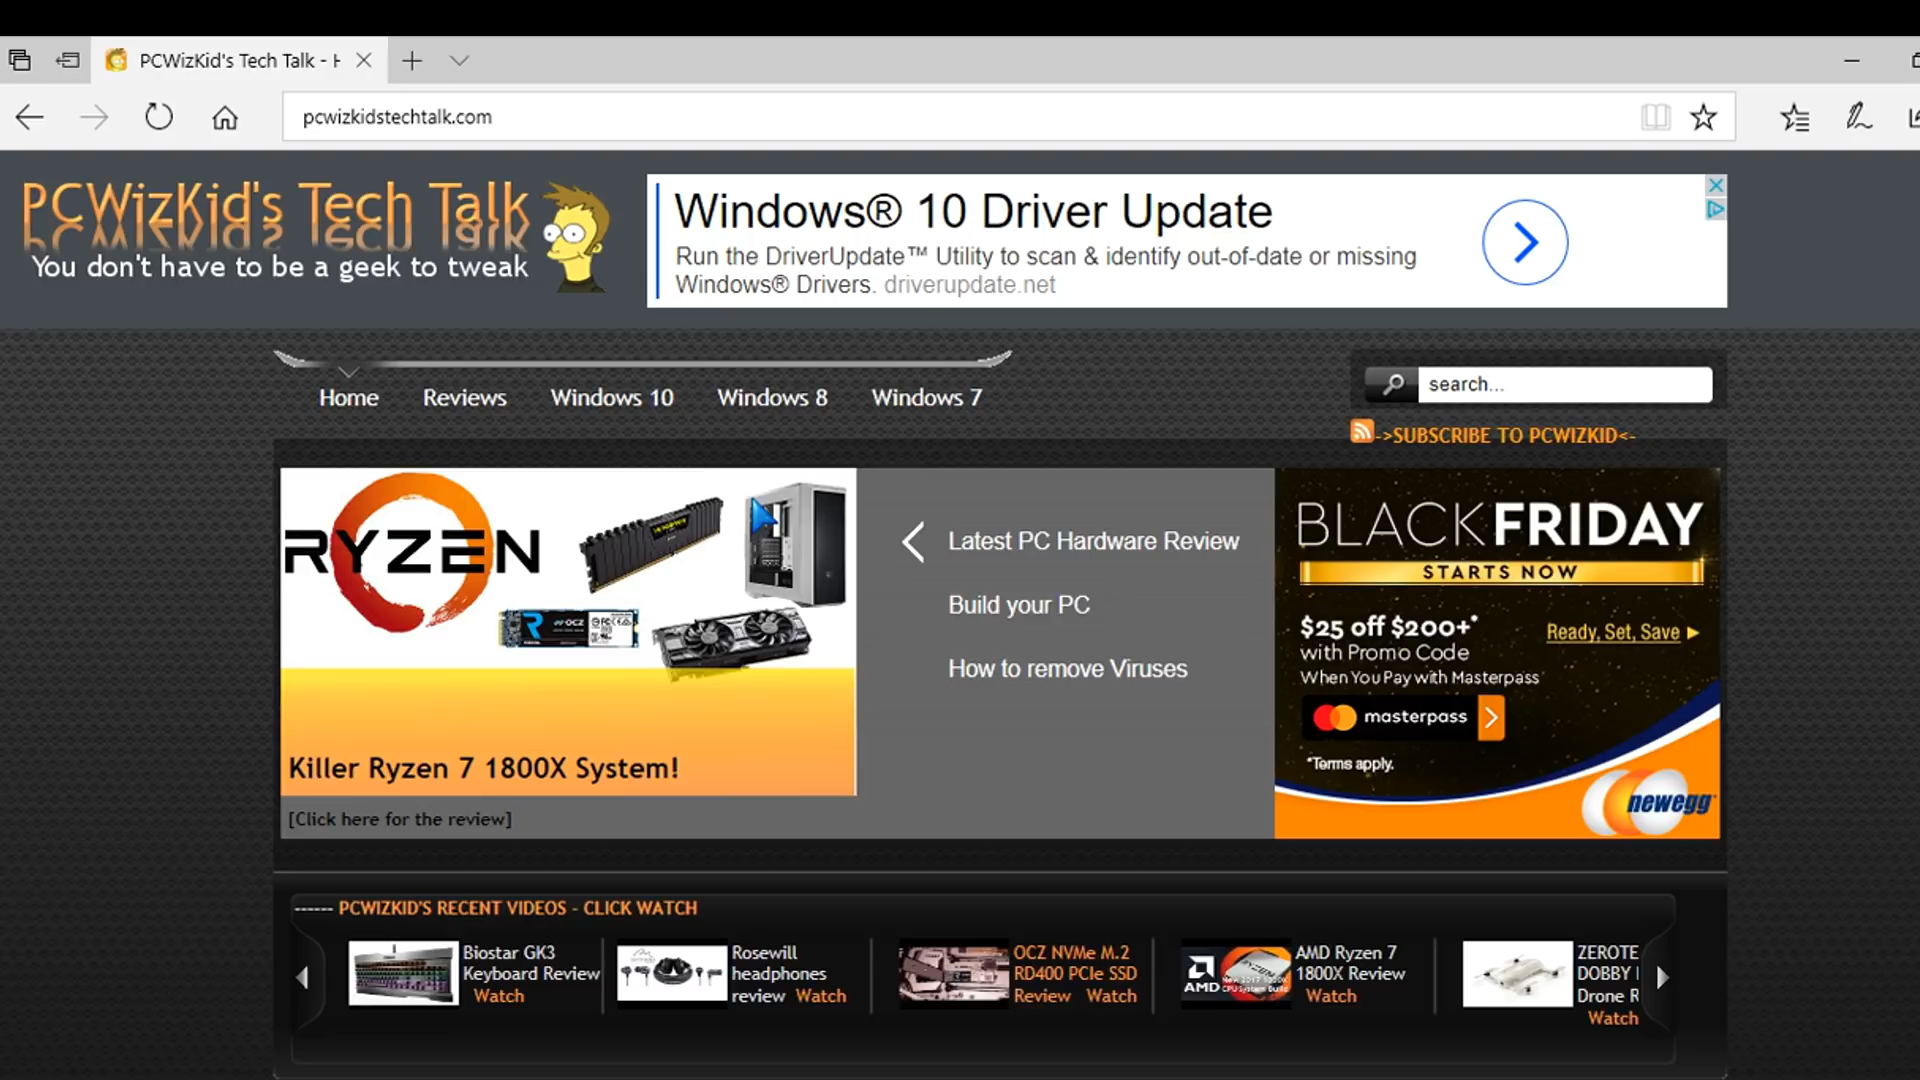 PCWizKid's Tech Talk - H
pcwizkidstechtalk.com
PCWizKid's Tech Talk
You don't have to be a geek to tweak
Windows® 10 Driver Update
Run the DriverUpdate™ Utility to scan & identify out-of-date or missing
Windows® Drivers. driverupdate.net
Home Reviews Windows 10 Windows 8 Windows 7
search...
->SUBSCRIBE TO PCWIZKID<-
RYZEN
OCZ
Killer Ryzen 7 1800X System!
[Click here for the review]
Latest PC Hardware Review
Build your PC
How to remove Viruses
BLACKFRIDAY
STARTS NOW
$25 off $200+*
with Promo Code
When You Pay with Masterpass
Ready, Set, Save
masterpass
*Terms apply.
newegg
------ PCWIZKID'S RECENT VIDEOS - CLICK WATCH
Biostar GK3
Keyboard Review
Watch
Rosewill
headphones
review Watch
OCZ NVMe M.2
RD400 PCIe SSD
Review Watch
AMD
RYZEN
AMD Ryzen 7
1800X Review
Watch
ZEROTE
DOBBY
Drone R
Watch